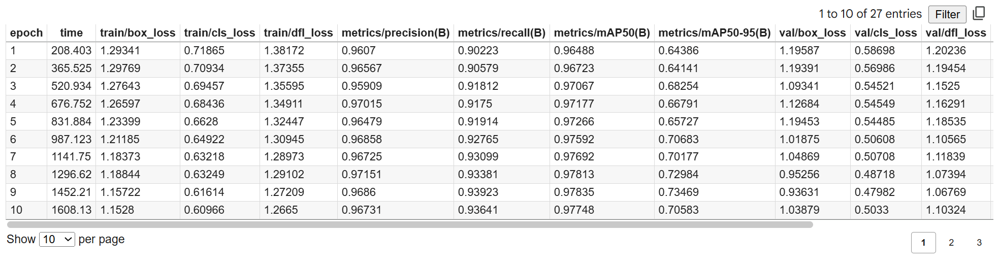 1 to 10 of 27 entries Filter
epoch time train/box_loss train/cls_loss train/dfl_loss metrics/precision(B) metrics/recall(B) metrics/mAP50(B) metrics/mAP50-95(B) val/box_loss val/cls_loss val/dfl_loss
1 208.403 1.29341 0.71865 1.38172 0.9607 0.90223 0.96488 0.64386 1.19587 0.58698 1.20236
2 365.525 1.29769 0.70934 1.37355 0.96567 0.90579 0.96723 0.64141 1.19391 0.56986 1.19454
3 520.934 1.27643 0.69457 1.35595 0.95909 0.91812 0.97067 0.68254 1.09341 0.54521 1.1525
4 676.752 1.26597 0.68436 1.34911 0.97015 0.9175 0.97177 0.66791 1.12684 0.54549 1.16291
5 831.884 1.23399 0.6628 1.32447 0.96479 0.91914 0.97266 0.65727 1.19453 0.54485 1.18535
6 987.123 1.21185 0.64922 1.30945 0.96858 0.92765 0.97592 0.70683 1.01875 0.50608 1.10565
7 1141.75 1.18373 0.63218 1.28973 0.96725 0.93099 0.97692 0.70177 1.04869 0.50708 1.11839
8 1296.62 1.18844 0.63249 1.29102 0.97151 0.93381 0.97813 0.72984 0.95256 0.48718 1.07394
9 1452.21 1.15722 0.61614 1.27209 0.9686 0.93923 0.97835 0.73469 0.93631 0.47982 1.06769
10 1608.13 1.1528 0.60966 1.2665 0.96731 0.93641 0.97748 0.70583 1.03879 0.5033 1.10324
Show 10 per page 1 2 3